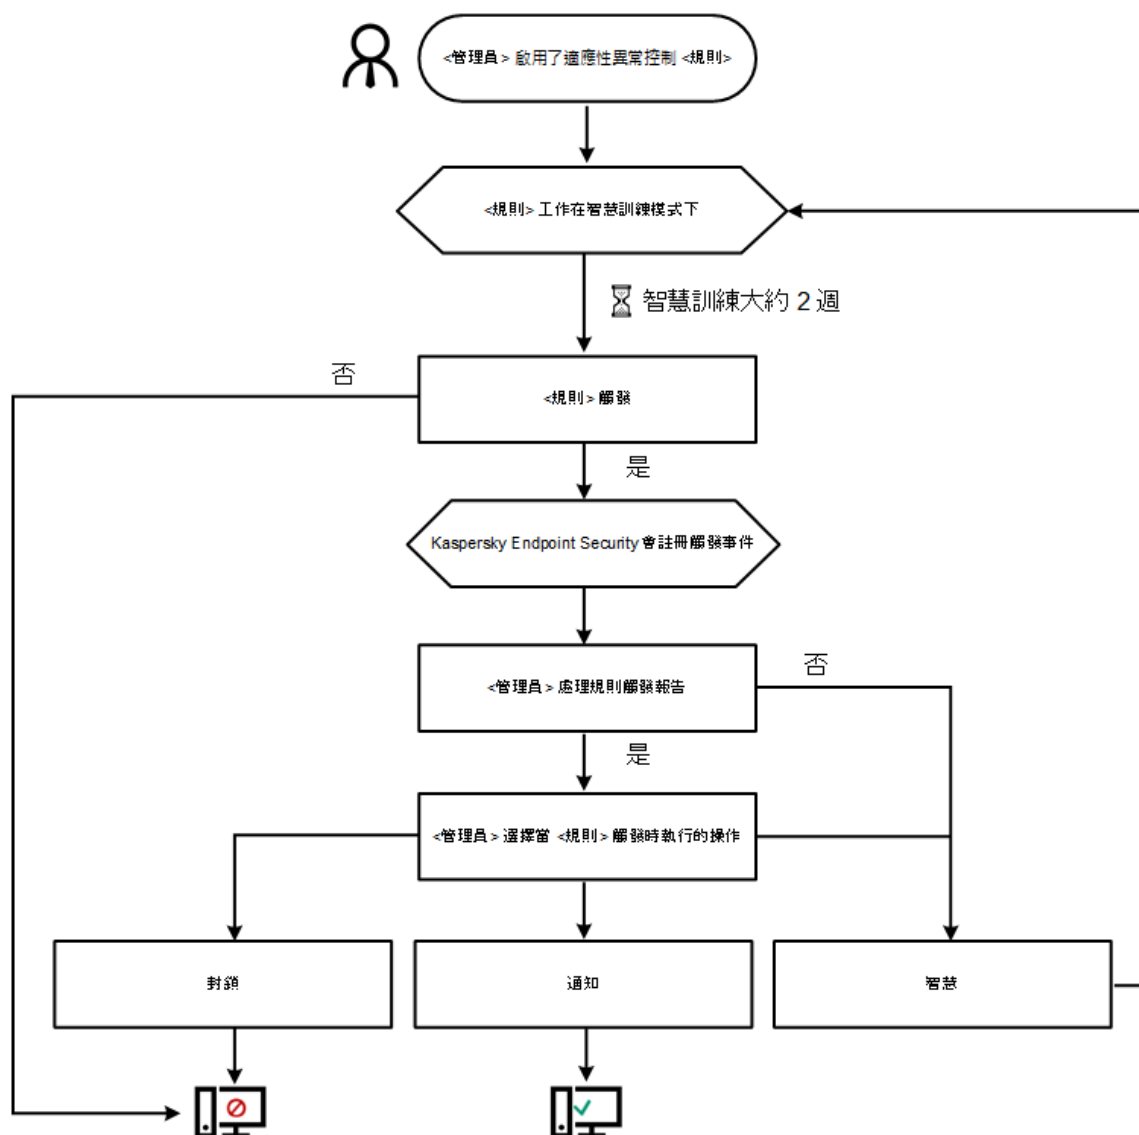 <管理員> 啟用了適應性異常控制 <規則>
<規則> 工作在智慧訓練模式下
智慧訓練大約 2 週
否
<規則> 觸發
是
Kaspersky Endpoint Security 會註冊觸發事件
否
<管理員> 處理規則觸發報告
是
<管理員> 選擇當 <規則> 觸發時執行的操作
封鎖
通知
智慧